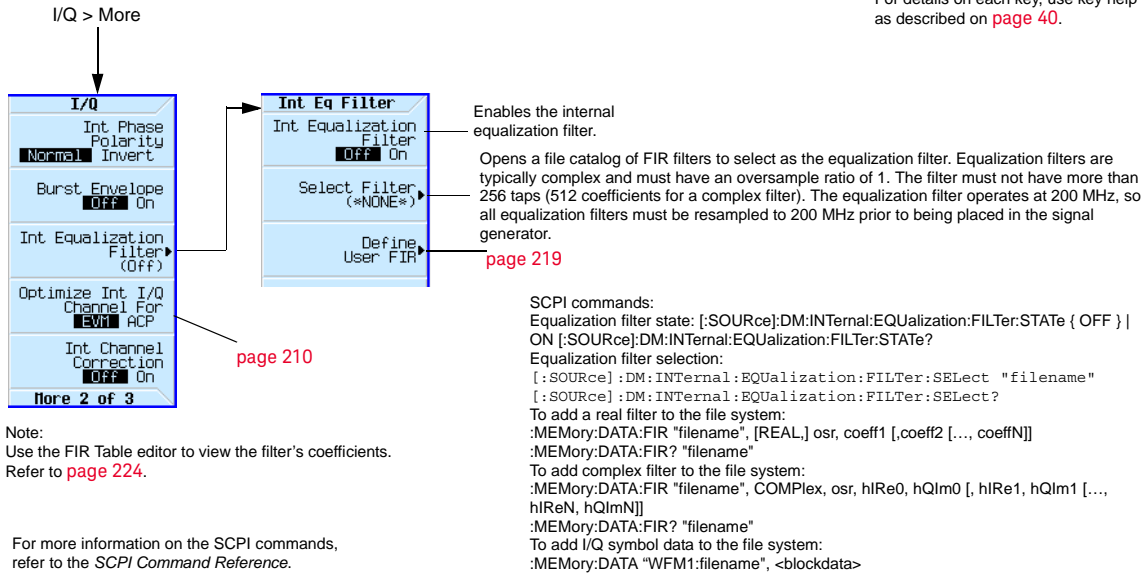 For details on each key, use key help
as described on page 40.
I/Q > More
I/Q
Int Phase
Polarity
Normal Invert
Burst Envelope
Off On
Int Equalization
Filter
(Off)
Optimize Int I/Q
Channel For
EVM ACP
Int Channel
Correction
Off On
More 2 of 3
page 210
Int Eq Filter
Int Equalization
Filter
Off On
Select Filter
(*NONE*)
Define
User FIR
Enables the internal
equalization filter.
Opens a file catalog of FIR filters to select as the equalization filter. Equalization filters are
typically complex and must have an oversample ratio of 1. The filter must not have more than
256 taps (512 coefficients for a complex filter). The equalization filter operates at 200 MHz, so
all equalization filters must be resampled to 200 MHz prior to being placed in the signal
generator.
page 219
SCPI commands:
Equalization filter state: [:SOURce]:DM:INTernal:EQUalization:FILTer:STATe { OFF } |
ON [:SOURce]:DM:INTernal:EQUalization:FILTer:STATe?
Equalization filter selection:
[:SOURce]:DM:INTernal:EQUalization:FILTer:SELect "filename"
[:SOURce]:DM:INTernal:EQUalization:FILTer:SELect?
To add a real filter to the file system:
:MEMory:DATA:FIR "filename", [REAL,] osr, coeff1 [,coeff2 […, coeffN]]
:MEMory:DATA:FIR? "filename"
To add complex filter to the file system:
:MEMory:DATA:FIR "filename", COMPlex, osr, hIRe0, hQIm0 [, hIRe1, hQIm1 […,
hIReN, hQImN]]
:MEMory:DATA:FIR? "filename"
To add I/Q symbol data to the file system:
:MEMory:DATA “WFM1:filename", <blockdata>
Note:
Use the FIR Table editor to view the filter's coefficients.
Refer to page 224.
For more information on the SCPI commands,
refer to the SCPI Command Reference.